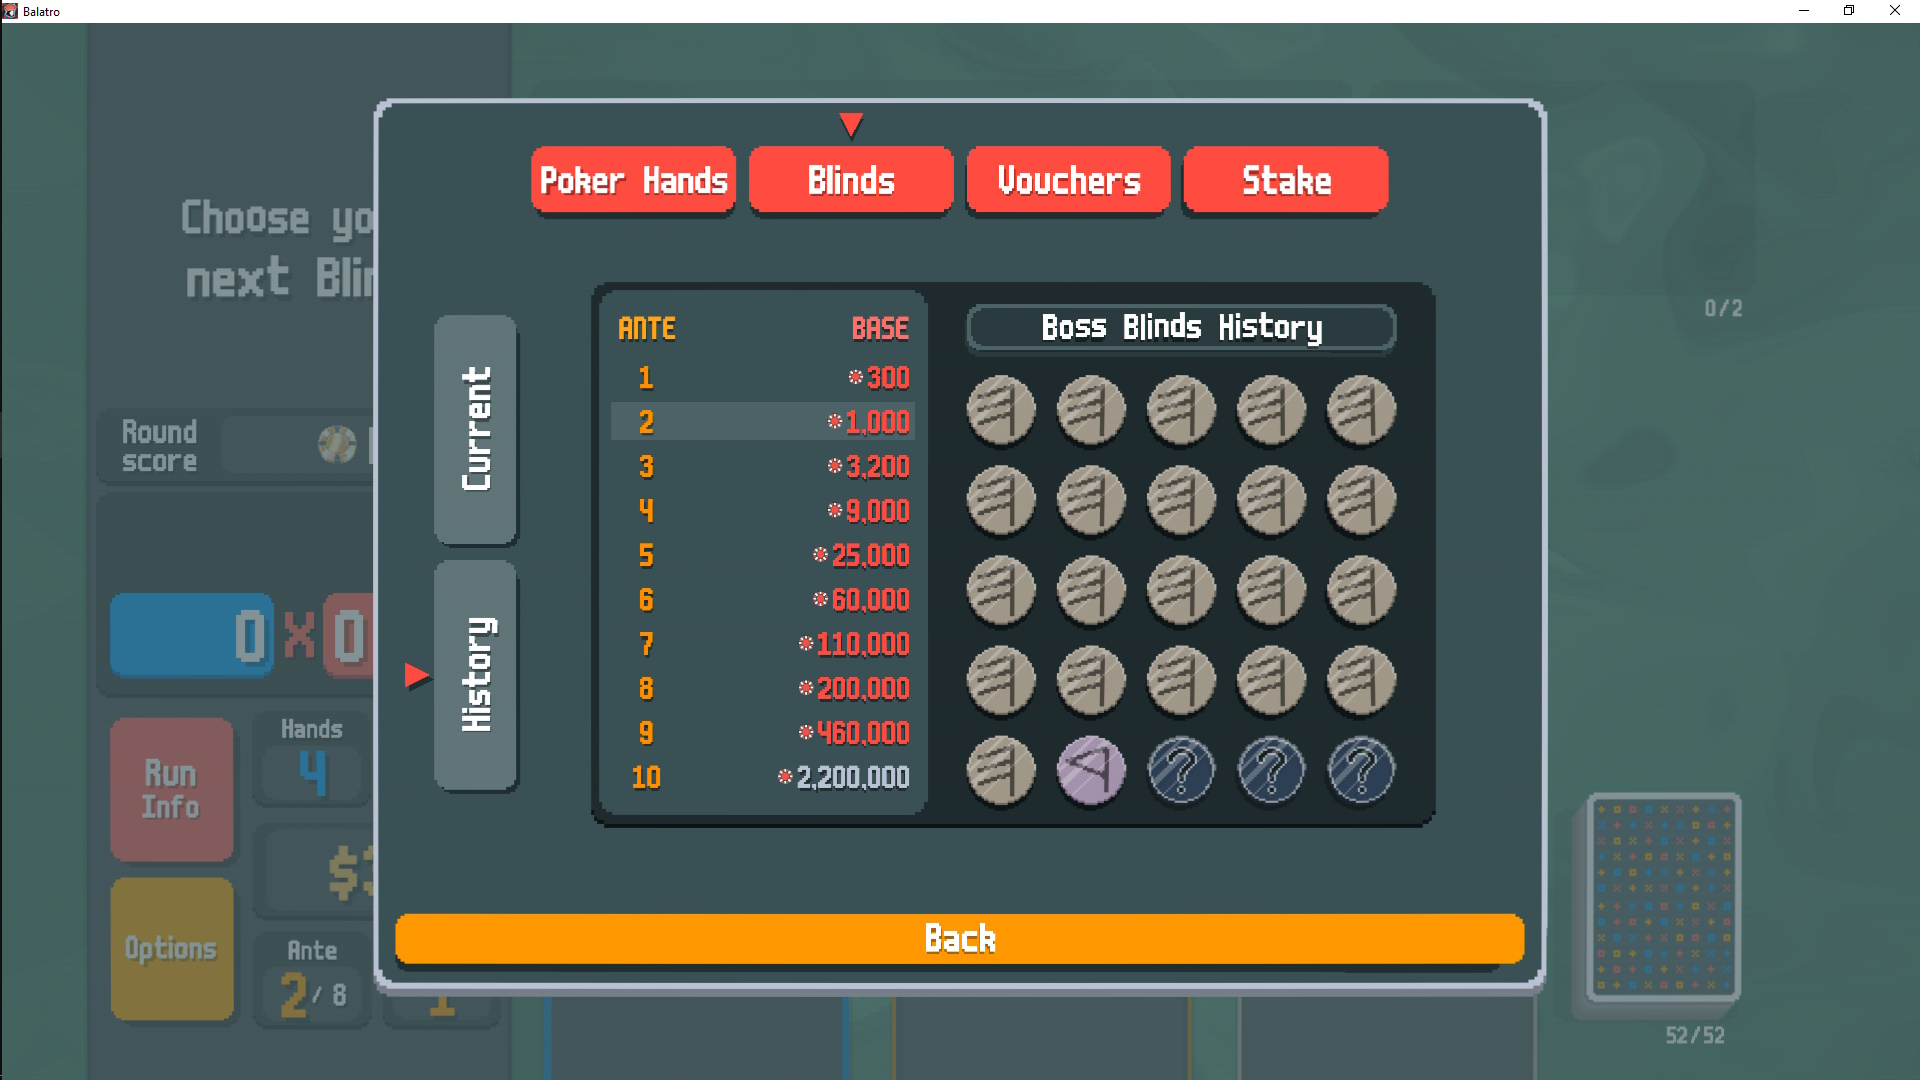 Balatro
Poker Hands
Blinds
Vouchers
Stake
Choose yo
next Blin
0/2
Current
History
ANTE BASE
1 300
2 1,000
3 3,200
4 9,000
5 25,000
6 60,000
7 110,000
8 200,000
9 460,000
10 2,200,000
Boss Blinds History
? ? ?
Round
score
0 X 0
Run
Info
Hands
4
$3
Options
Ante
2/8
1
Back
52/52